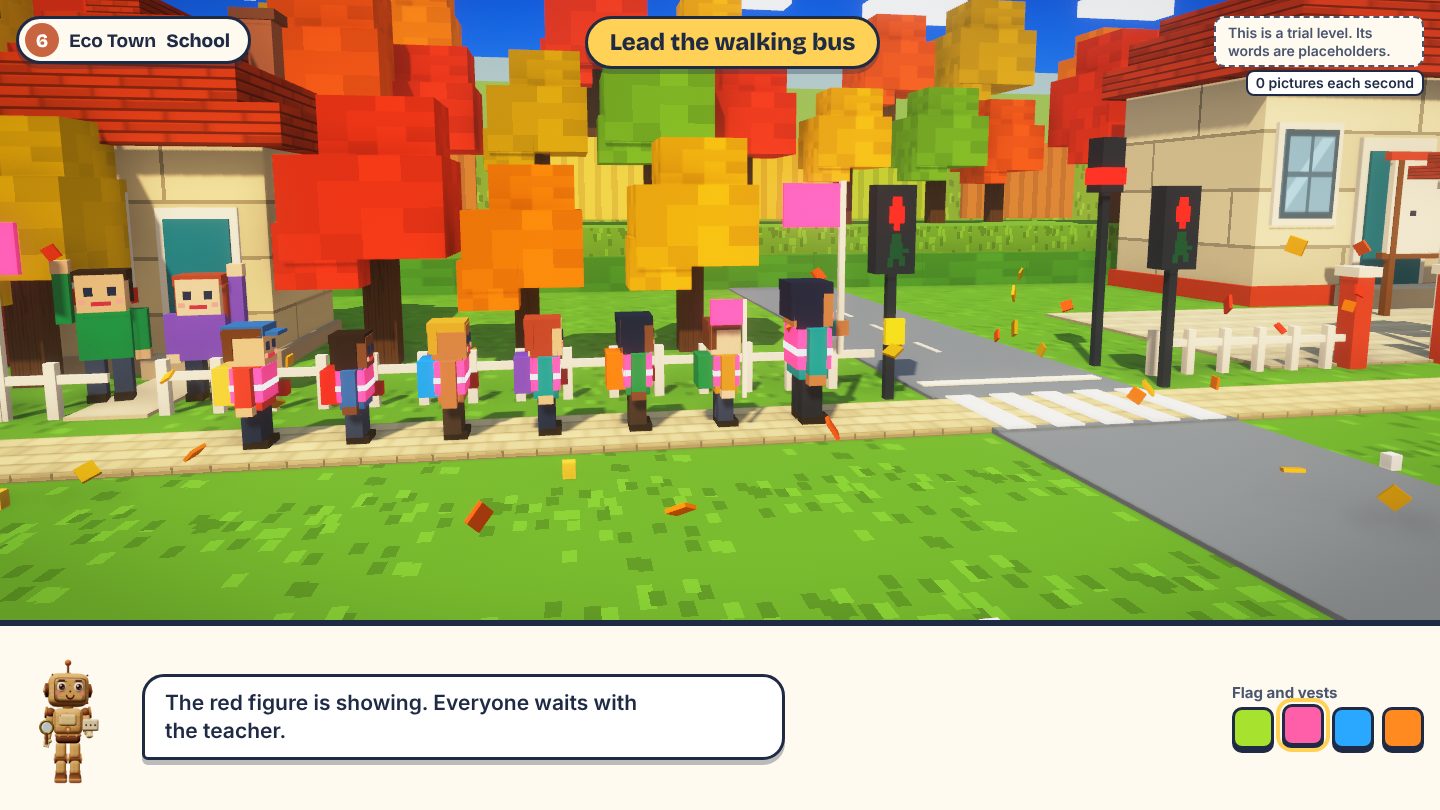 6 Eco Town School
Lead the walking bus
This is a trial level. Its
words are placeholders.
0 pictures each second
The red figure is showing. Everyone waits with
the teacher.
Flag and vests